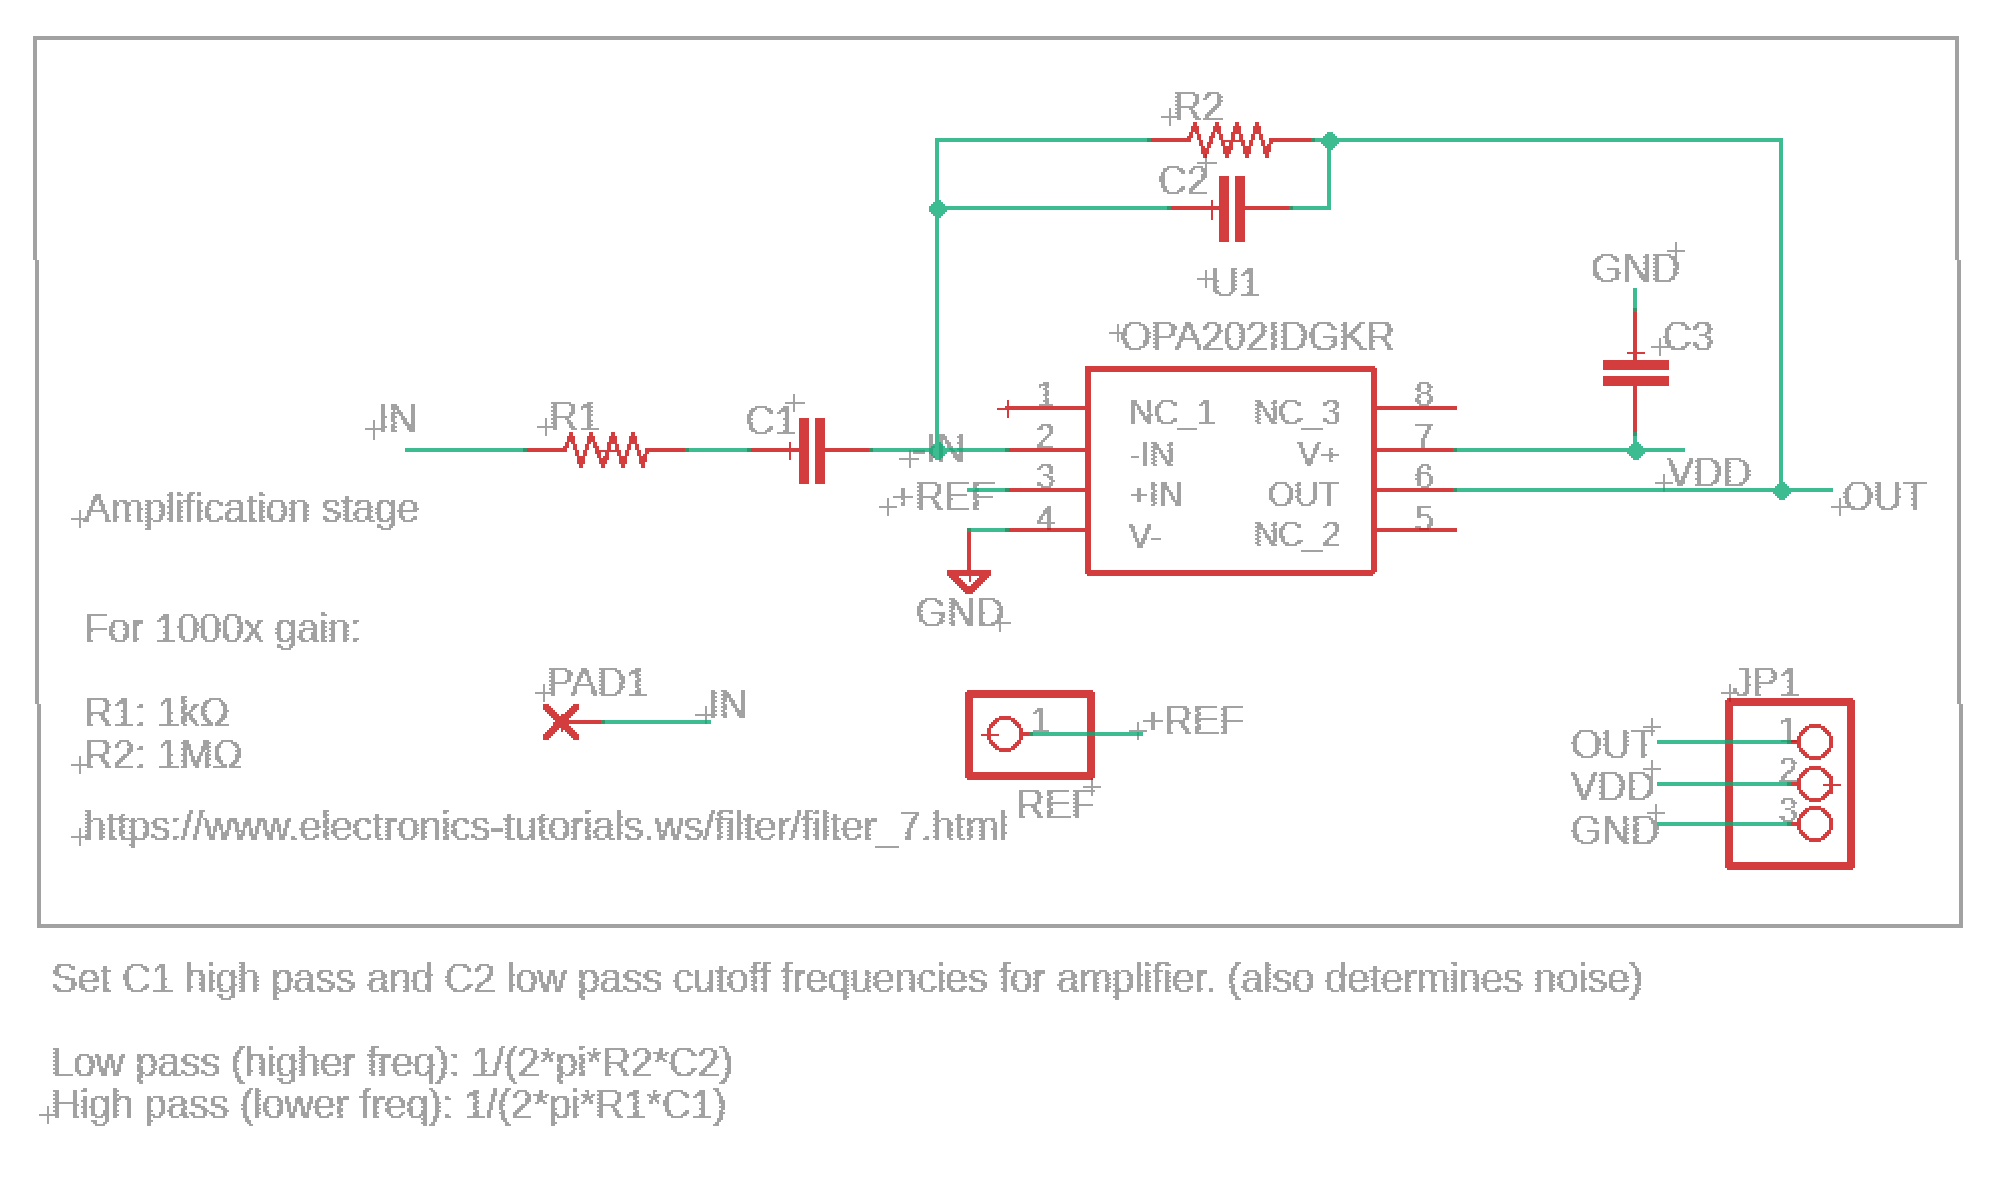 R2
C2
U1
GND
OPA202IDGKR
C3
IN
R1
C1
-IN
+REF
1
2
3
4
NC_1
-IN
+IN
V-
NC_3
V+
OUT
NC_2
8
7
6
5
VDD
OUT
GND
Amplification stage
For 1000x gain:
R1: 1kΩ
R2: 1MΩ
PAD1
IN
1
+REF
REF
JP1
OUT
VDD
GND
1
2
3
https://www.electronics-tutorials.ws/filter/filter_7.html
Set C1 high pass and C2 low pass cutoff frequencies for amplifier. (also determines noise)
Low pass (higher freq): 1/(2*pi*R2*C2)
High pass (lower freq): 1/(2*pi*R1*C1)